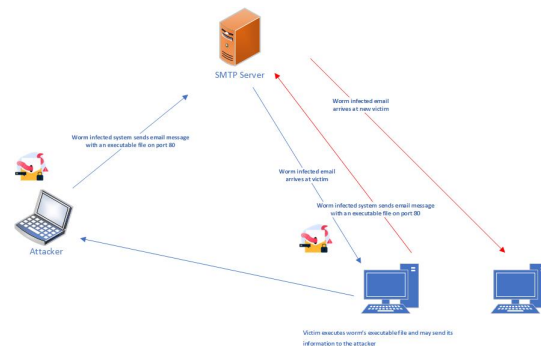 SMTP Server
Worm infected email
arrives at new victim
Worm infected system sends email message
with an executable file on port 80
Worm infected email
arrives at victim
Worm infected system sends email message
with an executable file on port 80
Attacker
Victim executes worm's executable file and may send its
information to the attacker